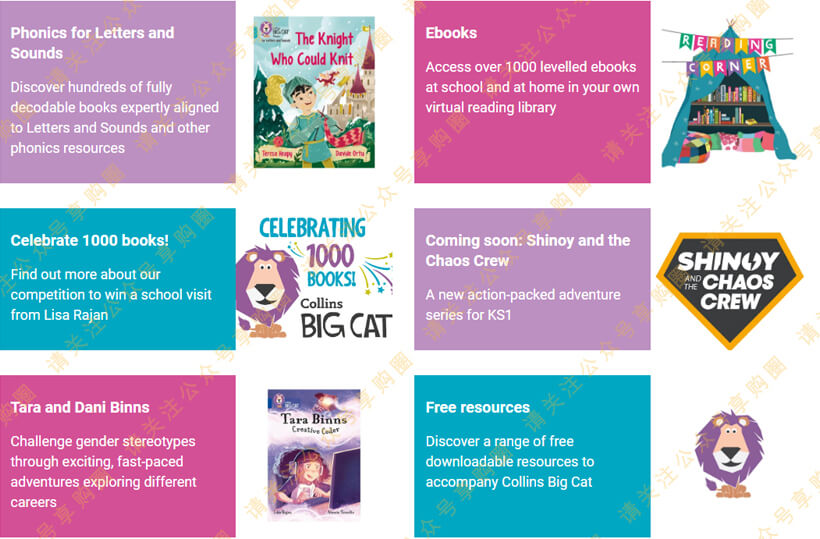 Phonics for Letters and
Sounds
Discover hundreds of fully
decodable books expertly aligned
to Letters and Sounds and other
phonics resources
BIG CAT
The Knight
Who Could Knit
Teresa Heapy
Davide Ortu
Ebooks
Access over 1000 levelled ebooks
at school and at home in your own
virtual reading library
READING
CORNER
Celebrate 1000 books!
Find out more about our
competition to win a school visit
from Lisa Rajan
CELEBRATING
1000
BOOKS!
Collins
BIG CAT
Coming soon: Shinoy and the
Chaos Crew
A new action-packed adventure
series for KS1
SHINOY
AND THE CHAOS
CREW
Tara and Dani Binns
Challenge gender stereotypes
through exciting, fast-paced
adventures exploring different
careers
BIG CAT
Tara Binns
Creative Coder
Lisa Rajan
Free resources
Discover a range of free
downloadable resources to
accompany Collins Big Cat
请关注公众号享购圈